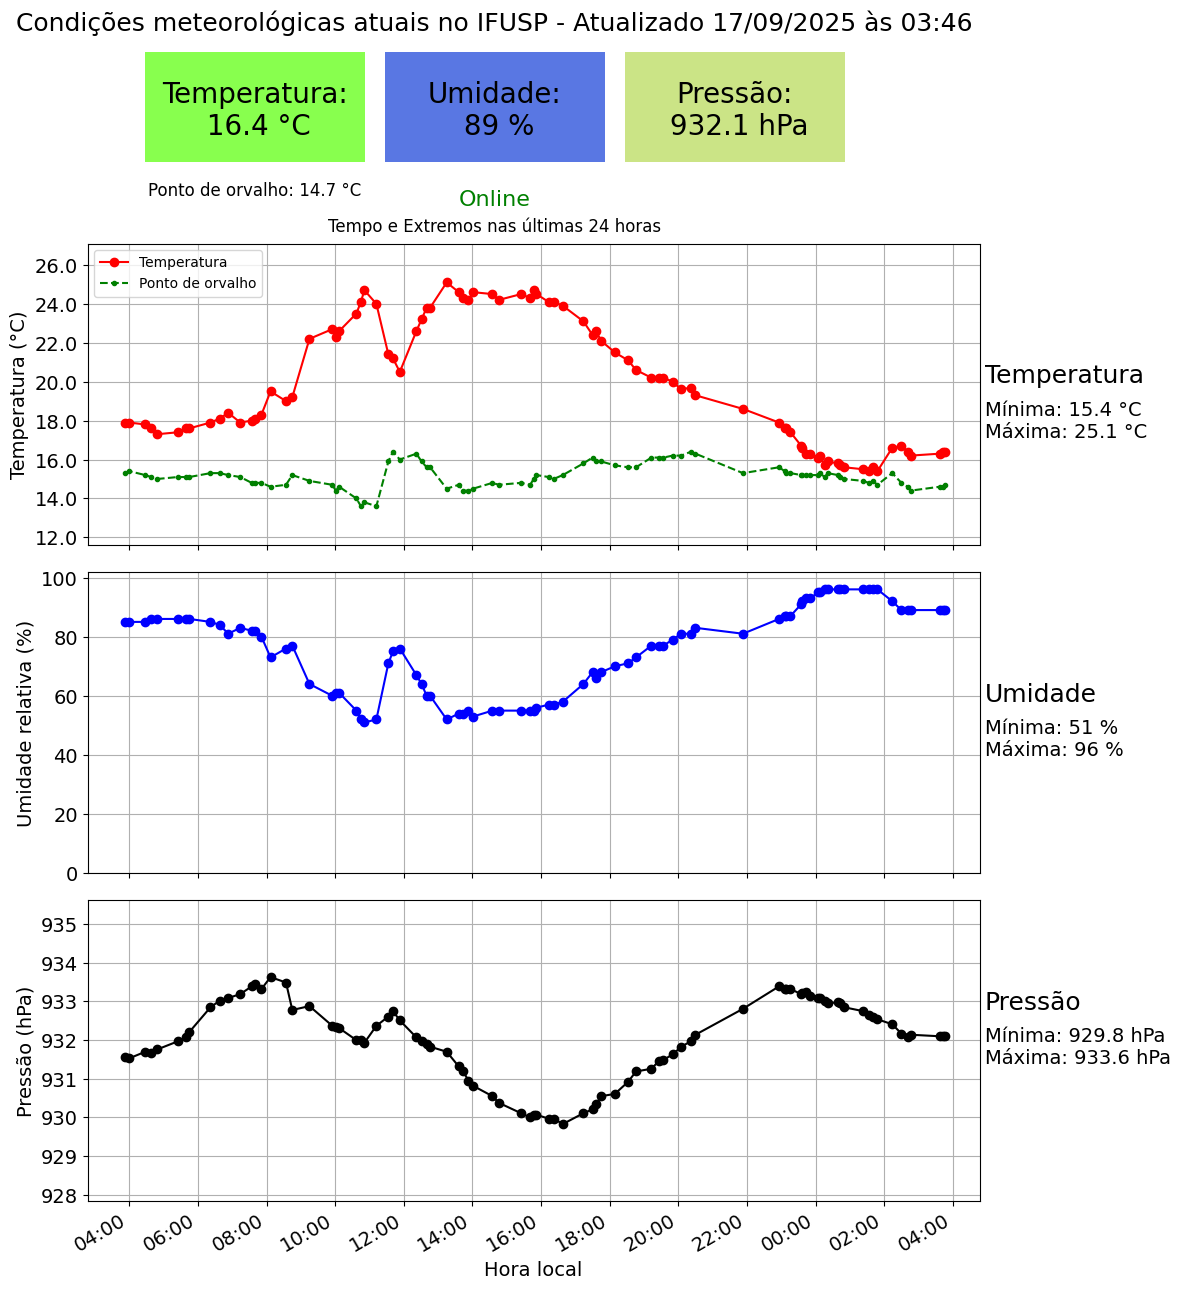 Condições meteorológicas atuais no IFUSP - Atualizado 17/09/2025 às 03:46
Temperatura:
16.4 °C
Umidade:
89 %
Pressão:
932.1 hPa
Ponto de orvalho: 14.7 °C
Online
Tempo e Extremos nas últimas 24 horas
Temperatura
Ponto de orvalho
Temperatura (°C)
26.0
24.0
22.0
20.0
18.0
16.0
14.0
12.0
Temperatura
Mínima: 15.4 °C
Máxima: 25.1 °C
Umidade relativa (%)
100
80
60
40
20
0
Umidade
Mínima: 51 %
Máxima: 96 %
Pressão (hPa)
935
934
933
932
931
930
929
928
Pressão
Mínima: 929.8 hPa
Máxima: 933.6 hPa
04:00
06:00
08:00
10:00
12:00
14:00
16:00
18:00
20:00
22:00
00:00
02:00
04:00
Hora local